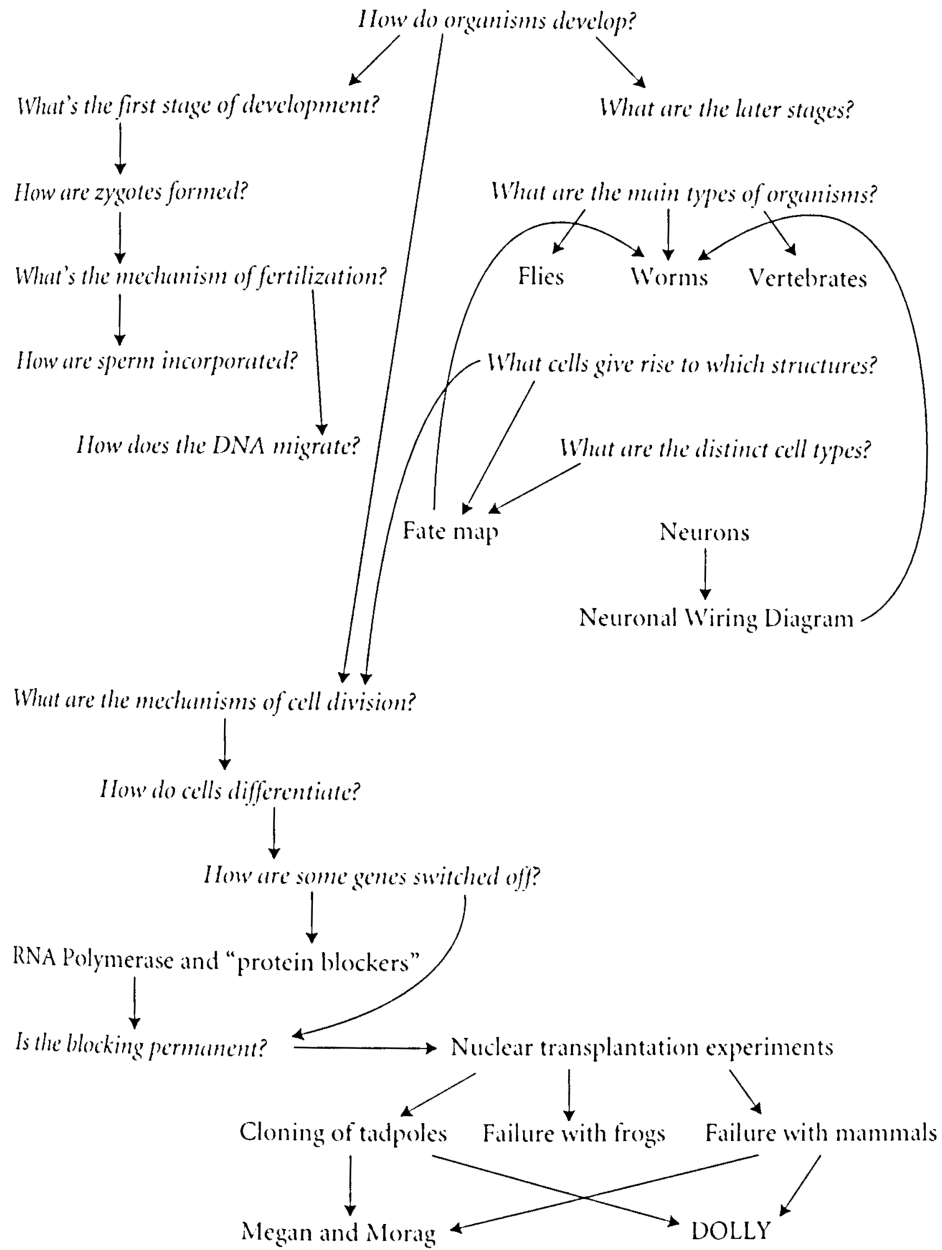 How do organisms develop?
What's the first stage of development?
What are the later stages?
How are zygotes formed?
What are the main types of organisms?
What's the mechanism of fertilization?
Flies
Worms
Vertebrates
How are sperm incorporated?
What cells give rise to which structures?
How does the DNA migrate?
What are the distinct cell types?
Fate map
Neurons
Neuronal Wiring Diagram
What are the mechanisms of cell division?
How do cells differentiate?
How are some genes switched off?
RNA Polymerase and “protein blockers”
Is the blocking permanent?
Nuclear transplantation experiments
Cloning of tadpoles
Failure with frogs
Failure with mammals
Megan and Morag
DOLLY